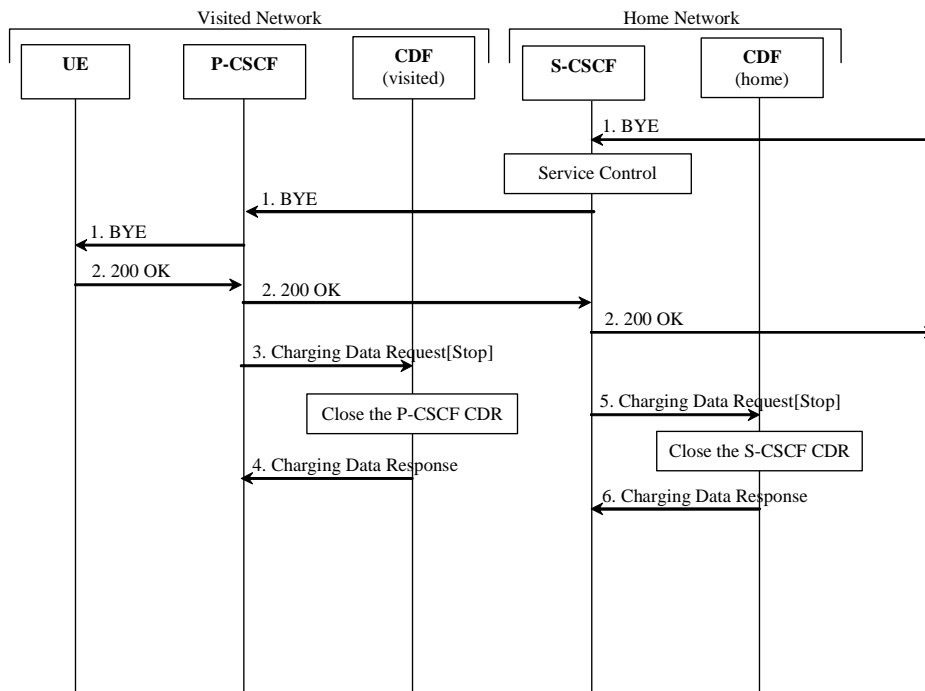 Visited Network
Home Network
UE
P-CSCF
CDF
(visited)
S-CSCF
CDF
(home)
1. BYE
Service Control
1. BYE
1. BYE
2. 200 OK
2. 200 OK
2. 200 OK
3. Charging Data Request[Stop]
Close the P-CSCF CDR
5. Charging Data Request[Stop]
Close the S-CSCF CDR
4. Charging Data Response
6. Charging Data Response